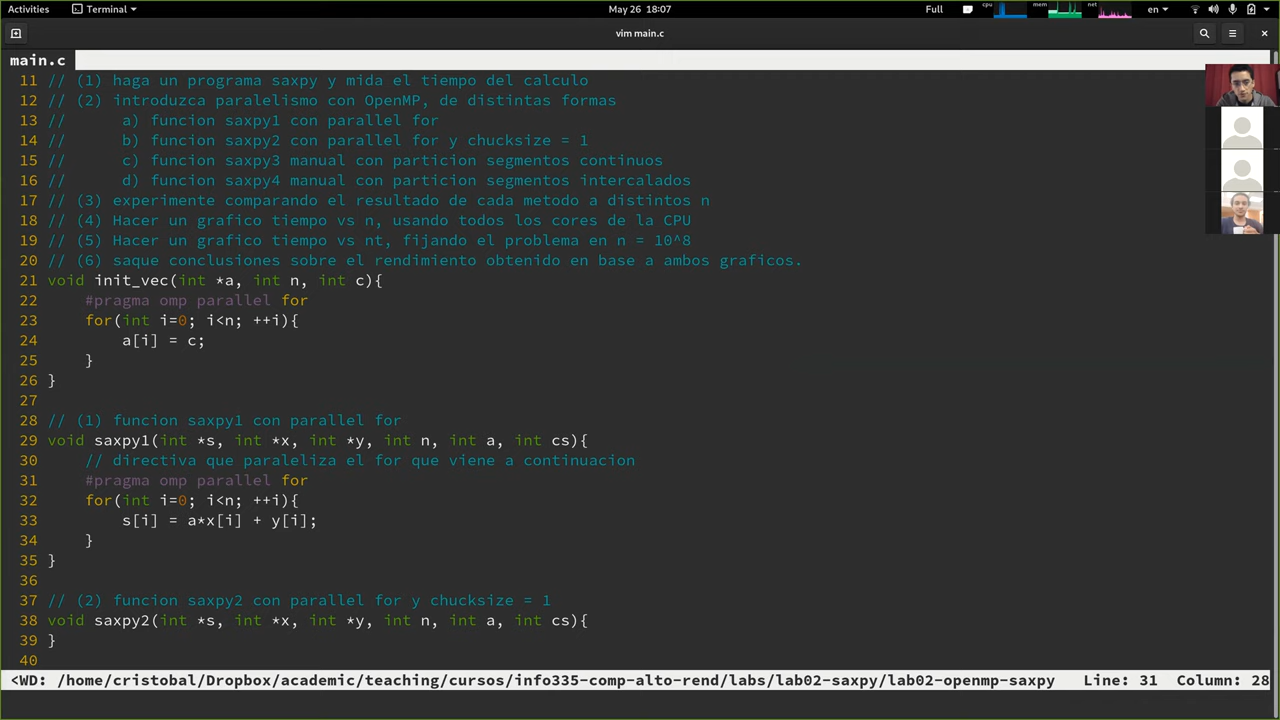 Activities Terminal May 26 18:07 Full cpu mem net en
vim main.c
main.c
11 // (1) haga un programa saxpy y mida el tiempo del calculo
12 // (2) introduzca paralelismo con OpenMP, de distintas formas
13 //      a) funcion saxpy1 con parallel for
14 //      b) funcion saxpy2 con parallel for y chucksize = 1
15 //      c) funcion saxpy3 manual con particion segmentos continuos
16 //      d) funcion saxpy4 manual con particion segmentos intercalados
17 // (3) experimente comparando el resultado de cada metodo a distintos n
18 // (4) Hacer un grafico tiempo vs n, usando todos los cores de la CPU
19 // (5) Hacer un grafico tiempo vs nt, fijando el problema en n = 10^8
20 // (6) saque conclusiones sobre el rendimiento obtenido en base a ambos graficos.
21 void init_vec(int *a, int n, int c){
22     #pragma omp parallel for
23     for(int i=0; i<n; ++i){
24         a[i] = c;
25     }
26 }
27
28 // (1) funcion saxpy1 con parallel for
29 void saxpy1(int *s, int *x, int *y, int n, int a, int cs){
30     // directiva que paraleliza el for que viene a continuacion
31     #pragma omp parallel for
32     for(int i=0; i<n; ++i){
33         s[i] = a*x[i] + y[i];
34     }
35 }
36
37 // (2) funcion saxpy2 con parallel for y chucksize = 1
38 void saxpy2(int *s, int *x, int *y, int n, int a, int cs){
39 }
40
<WD: /home/cristobal/Dropbox/academic/teaching/cursos/info335-comp-alto-rend/labs/lab02-saxpy/lab02-openmp-saxpy Line: 31 Column: 28